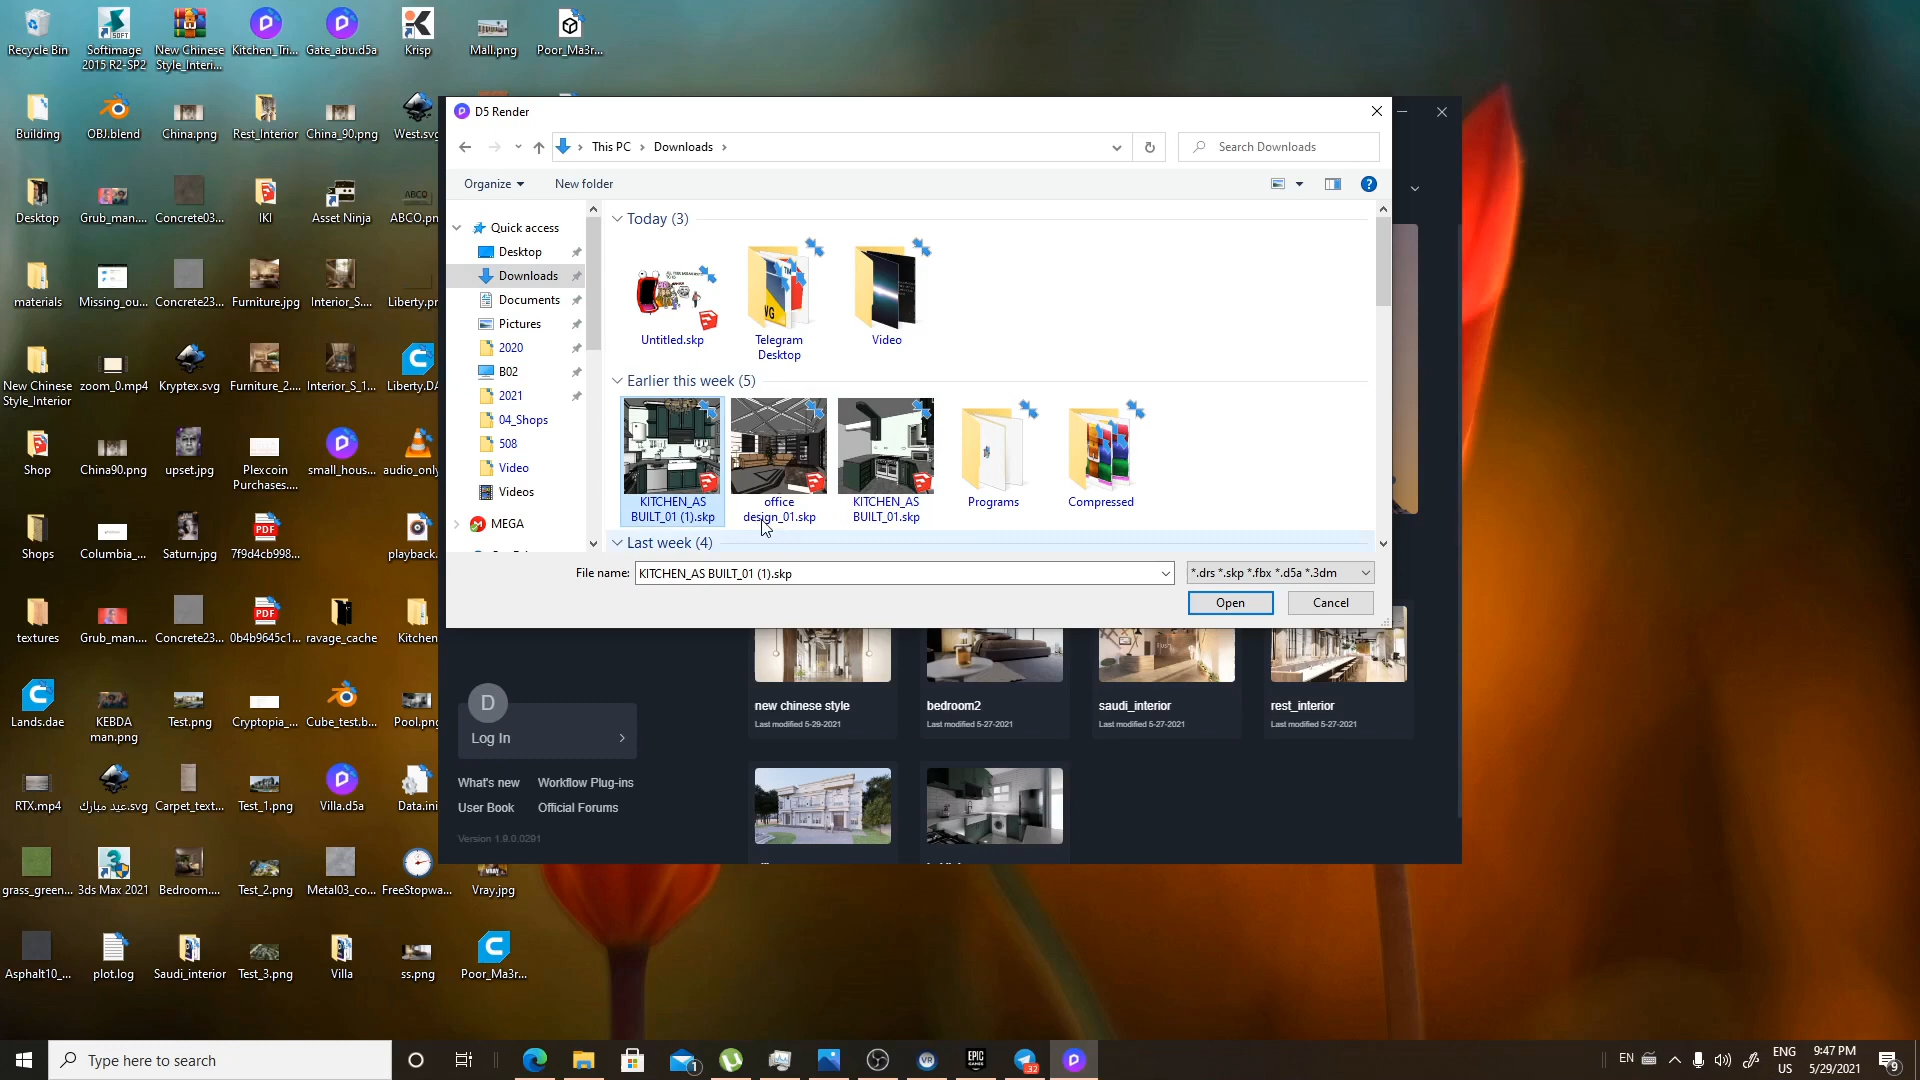 Recycle Bin
Softimage
2015 R2-SP2
New Chinese
Style_Interi...
Kitchen_Tri...
Gate_abu.d5a
Krisp
Mall.png
Poor_Ma3r...
Building
OBJ.blend
China.png
Rest_Interior
China_90.png
West.svg
Desktop
Grub_man....
Concrete03...
IKI
Asset Ninja
ABCO.pn
materials
Missing_ou...
Concrete23...
Furniture.jpg
Interior_S....
Liberty.pr
New Chinese
Style_Interior
zoom_0.mp4
Kryptex.svg
Furniture_2....
Interior_S_1...
Liberty.DA
Shop
China90.png
upset.jpg
Plexcoin
Purchases....
small_hous...
audio_only
Shops
Columbia_...
Saturn.jpg
7f9d4cb998...
playback.
textures
Grub_man....
Concrete23...
0b4b9645c1...
ravage_cache
Kitchen
Lands.dae
KEBDA
man.png
Test.png
Cryptopia_...
Cube_test.b...
Pool.png
RTX.mp4
عيد مبارك.svg
Carpet_text...
Test_1.png
Villa.d5a
Data.ini
grass_green...
3ds Max 2021
Bedroom....
Test_2.png
Metal03_co...
FreeStopwa...
Vray.jpg
Asphalt10_...
plot.log
Saudi_interior
Test_3.png
Villa
ss.png
Poor_Ma3r...
D5 Render
This PC
Downloads
Search Downloads
Organize
New folder
Quick access
Desktop
Downloads
Documents
Pictures
2020
B02
2021
04_Shops
508
Video
Videos
MEGA
Today (3)
Untitled.skp
Telegram
Desktop
Video
Earlier this week (5)
KITCHEN_AS
BUILT_01 (1).skp
office
design_01.skp
KITCHEN_AS
BUILT_01.skp
Programs
Compressed
Last week (4)
File name:
KITCHEN_AS BUILT_01 (1).skp
*.drs *.skp *.fbx *.d5a *.3dm
Open
Cancel
D
Log In
What's new
Workflow Plug-ins
User Book
Official Forums
Version 1.9.0.0291
new chinese style
Last modified 5-29-2021
bedroom2
Last modified 5-27-2021
saudi_interior
Last modified 5-27-2021
rest_interior
Last modified 5-27-2021
Type here to search
EN
ENG
US
9:47 PM
5/29/2021